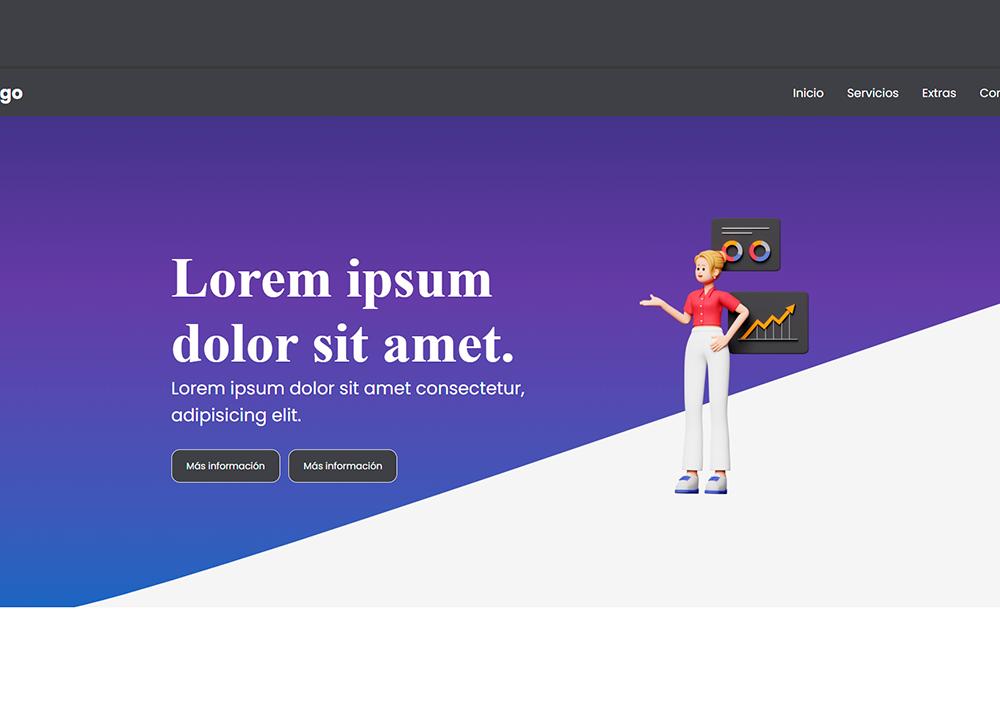 go
Inicio Servicios Extras Cor
Lorem ipsum
dolor sit amet.
Lorem ipsum dolor sit amet consectetur,
adipisicing elit.
Más información Más información